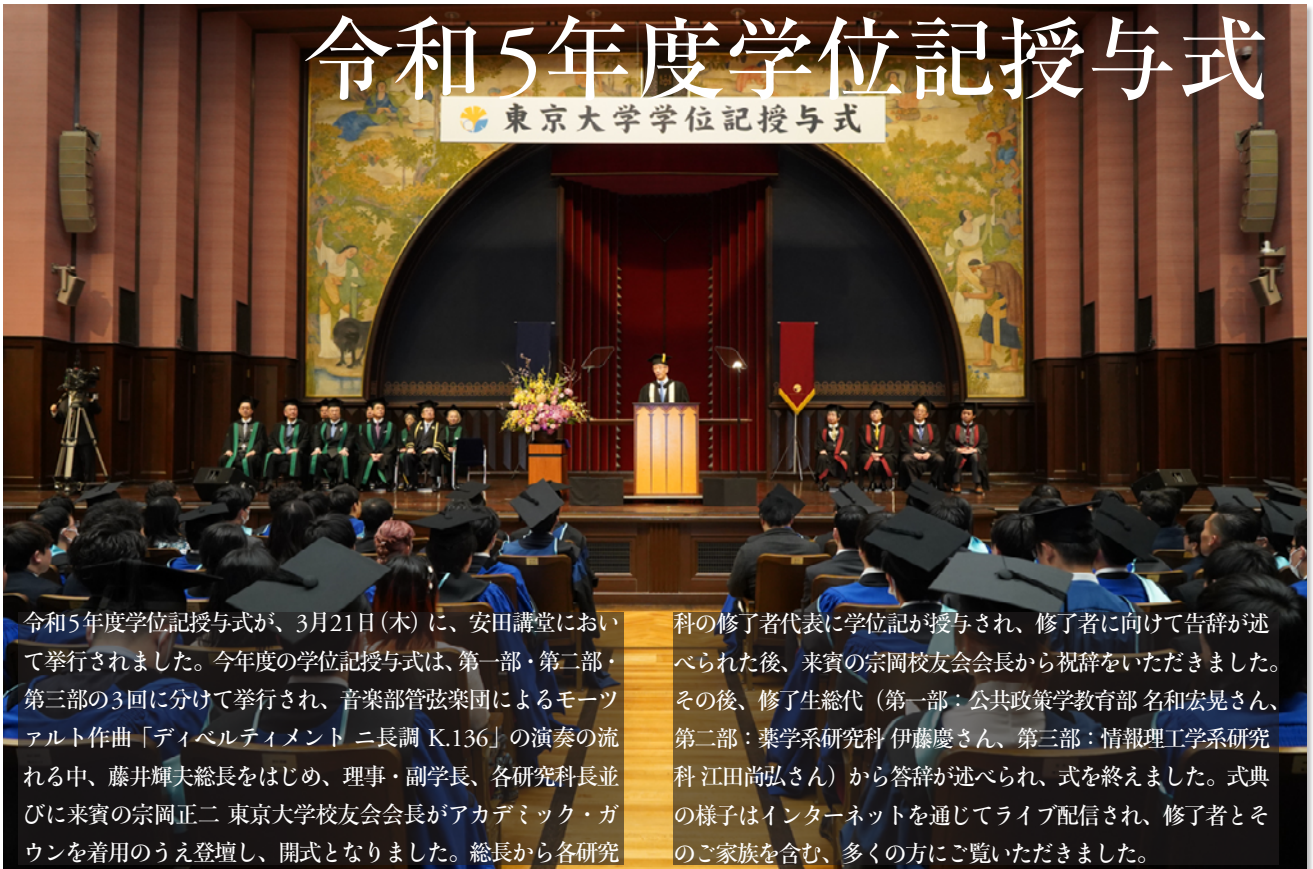 令和5年度学位記授与式
東京大学学位記授与式
令和5年度学位記授与式が、3月21日（木）に、安田講堂におい
て挙行されました。今年度の学位記授与式は、第一部・第二部・
第三部の3回に分けて挙行され、音楽部管弦楽団によるモーツ
ァルト作曲「ディベルティメント ニ長調 K.136」の演奏の流
れる中、藤井輝夫総長をはじめ、理事・副学長、各研究科長並
びに来賓の宗岡正二 東京大学校友会会長がアカデミック・ガ
ウンを着用のうえ登壇し、開式となりました。総長から各研究
科の修了者代表に学位記が授与され、修了者に向けて告辞が述
べられた後、来賓の宗岡校友会会長から祝辞をいただきました。
その後、修了生総代（第一部：公共政策学教育部 名和宏晃さん、
第二部：薬学系研究科 伊藤慶さん、第三部：情報理工学系研究
科 江田尚弘さん）から答辞が述べられ、式を終えました。式典
の様子はインターネットを通じてライブ配信され、修了者とそ
のご家族を含む、多くの方にご覧いただきました。